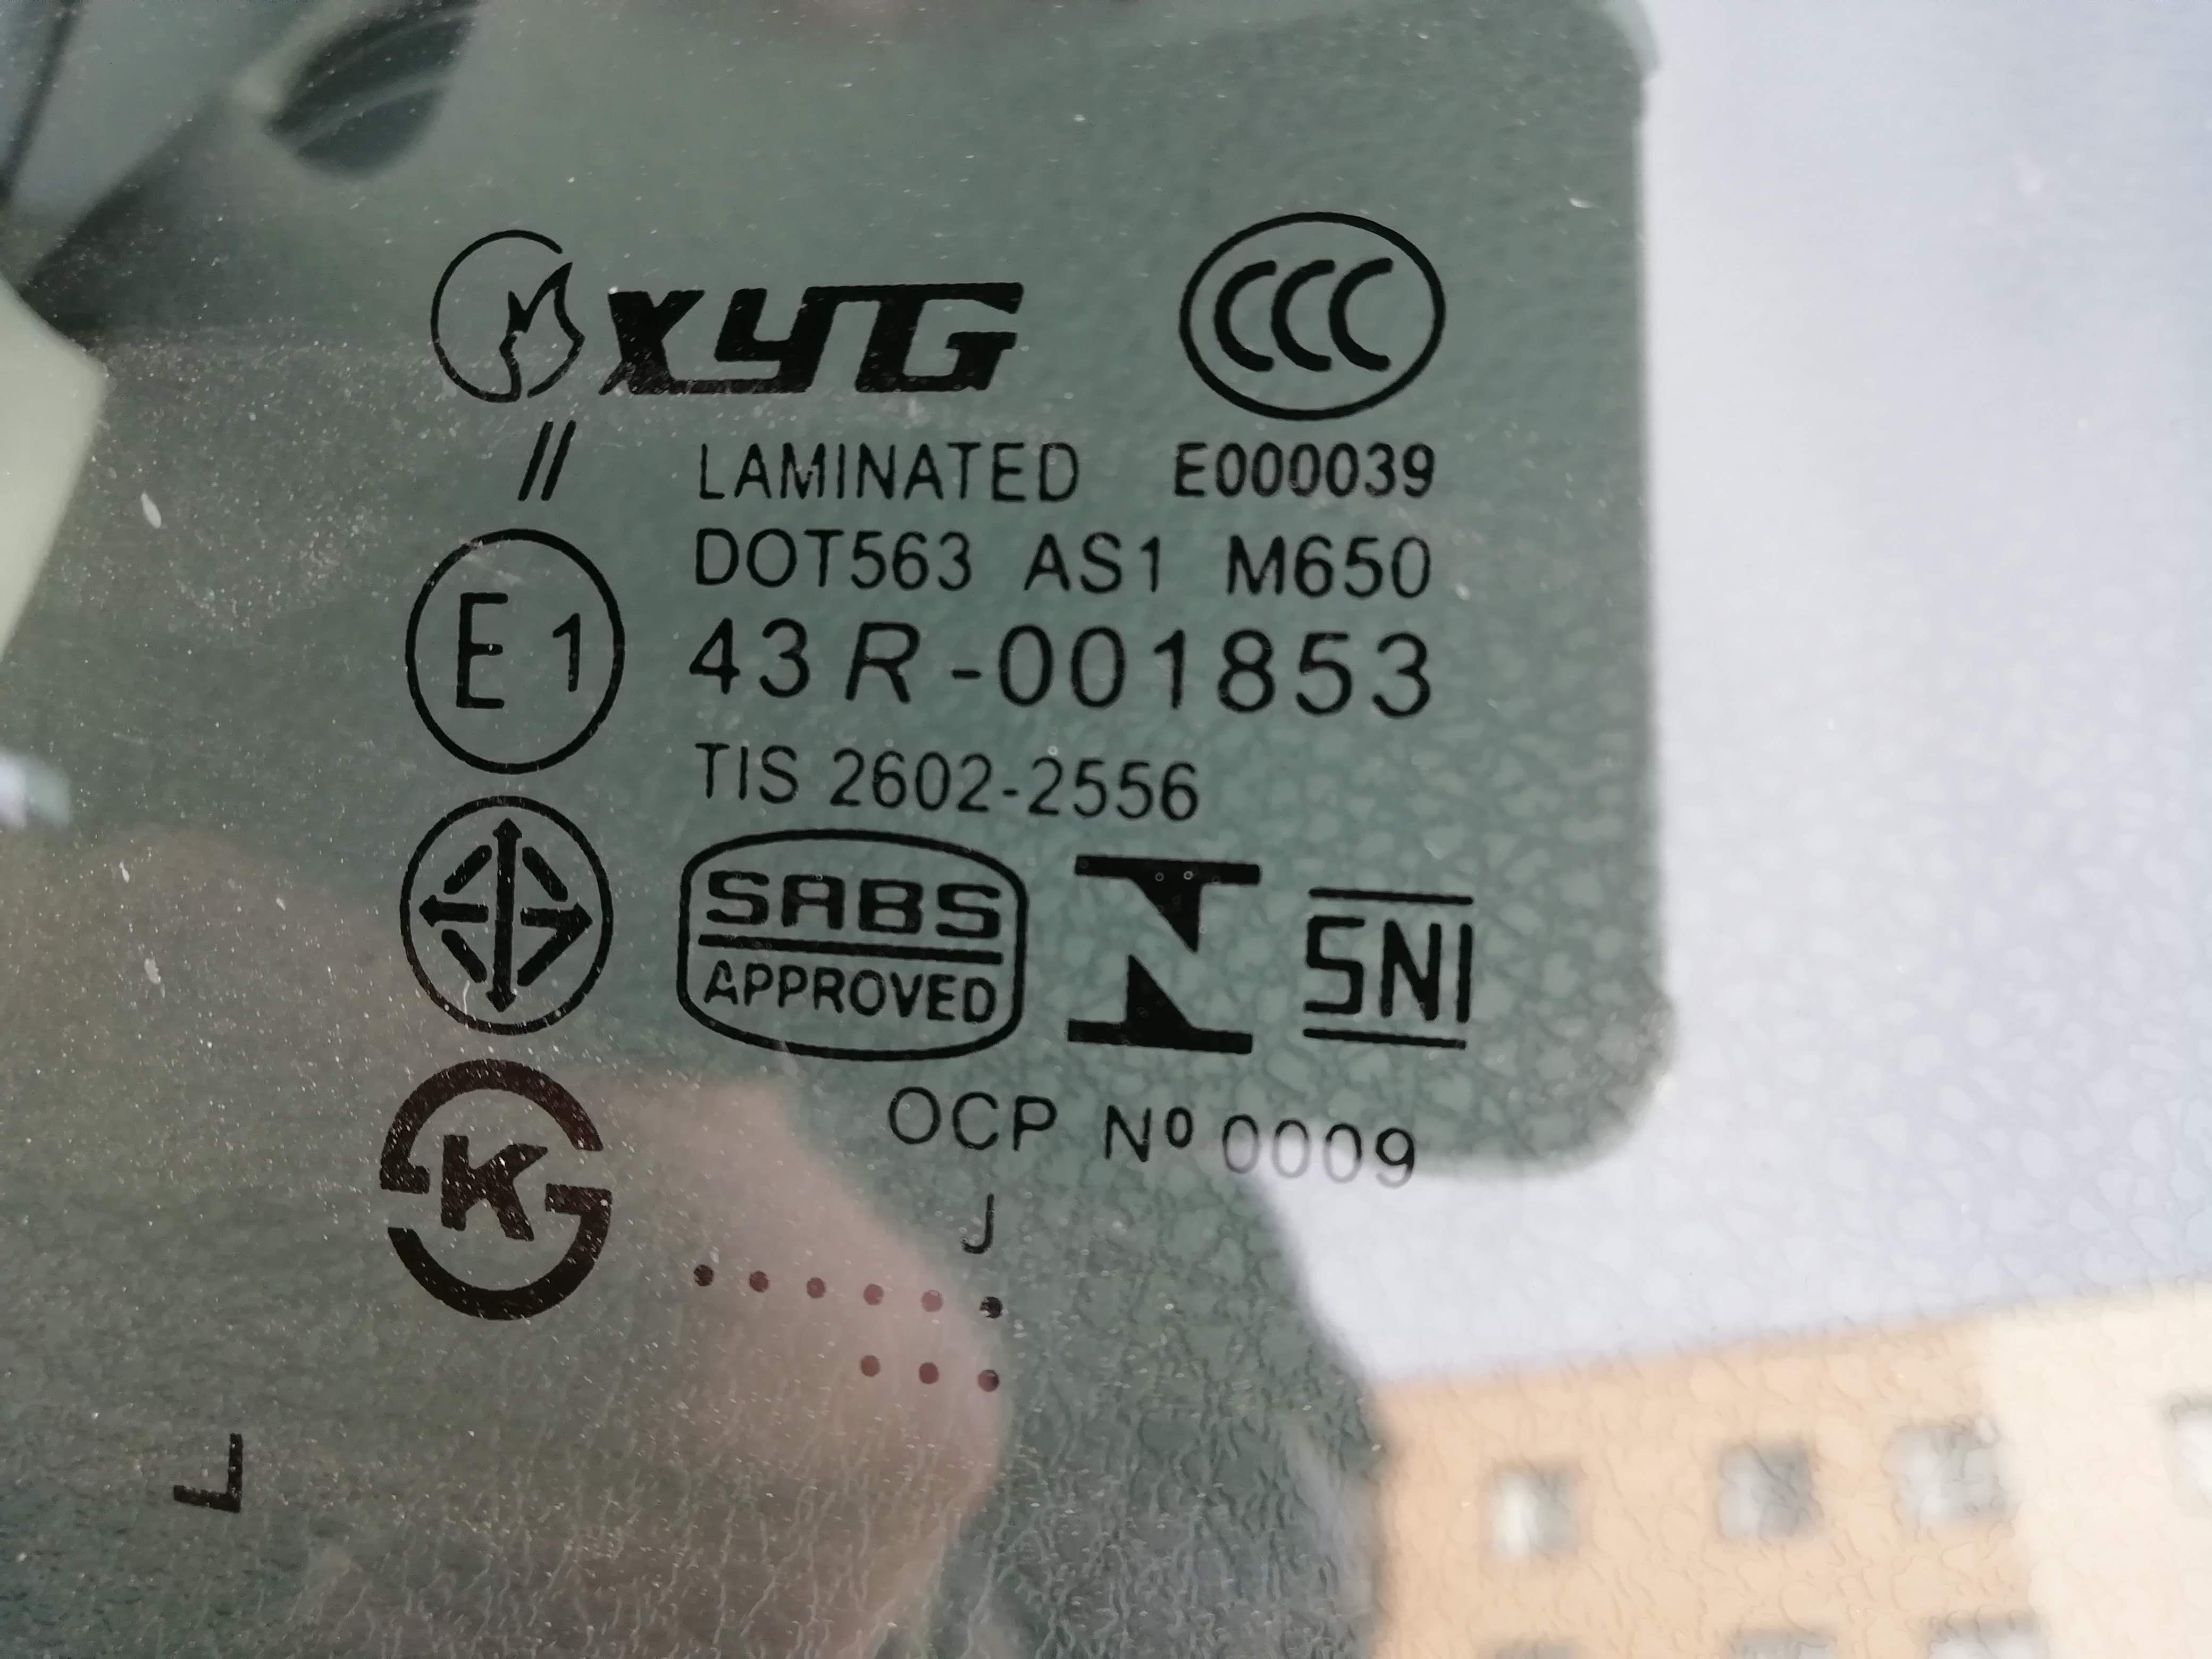 XYG CCC
// LAMINATED E000039
DOT563 AS1 M650
E1 43R-001853
TIS 2602-2556
SABS
APPROVED
SNI
K
OCP Nº 0009
J
L